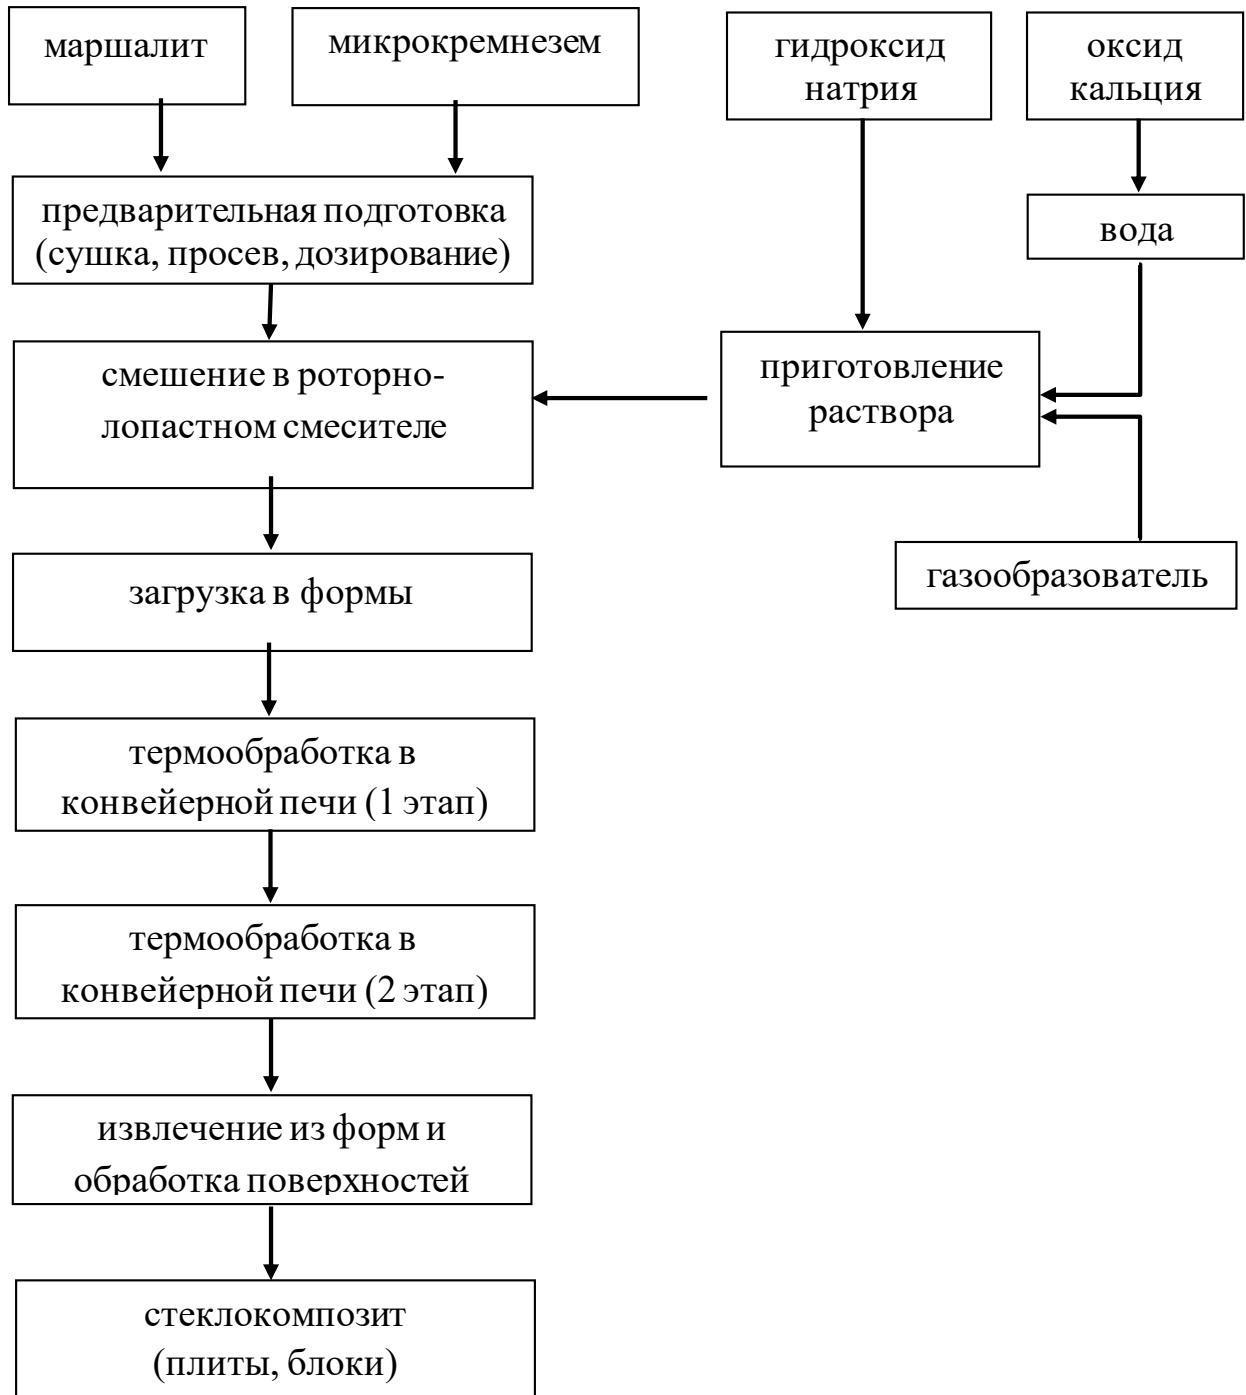 маршалит
микрокремнезем
гидроксид
натрия
оксид
кальция
предварительная подготовка
(сушка, просев, дозирование)
вода
смешение в роторно-
лопастном смесителе
приготовление
раствора
газообразователь
загрузка в формы
термообработка в
конвейерной печи (1 этап)
термообработка в
конвейерной печи (2 этап)
извлечение из форм и
обработка поверхностей
стеклокомпозит
(плиты, блоки)